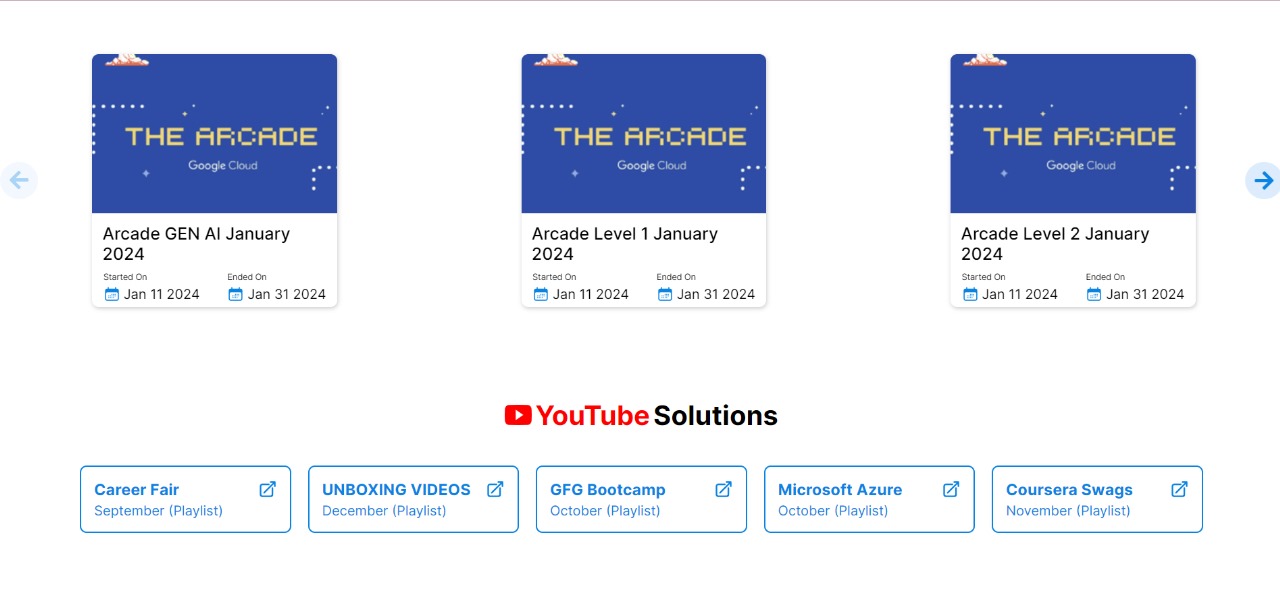 THE ARCADE
Google Cloud
Arcade GEN AI January
2024
Started On
Ended On
Jan 11 2024
Jan 31 2024
THE ARCADE
Google Cloud
Arcade Level 1 January
2024
Started On
Ended On
Jan 11 2024
Jan 31 2024
THE ARCADE
Google Cloud
Arcade Level 2 January
2024
Started On
Ended On
Jan 11 2024
Jan 31 2024
YouTube Solutions
Career Fair
September (Playlist)
UNBOXING VIDEOS
December (Playlist)
GFG Bootcamp
October (Playlist)
Microsoft Azure
October (Playlist)
Coursera Swags
November (Playlist)